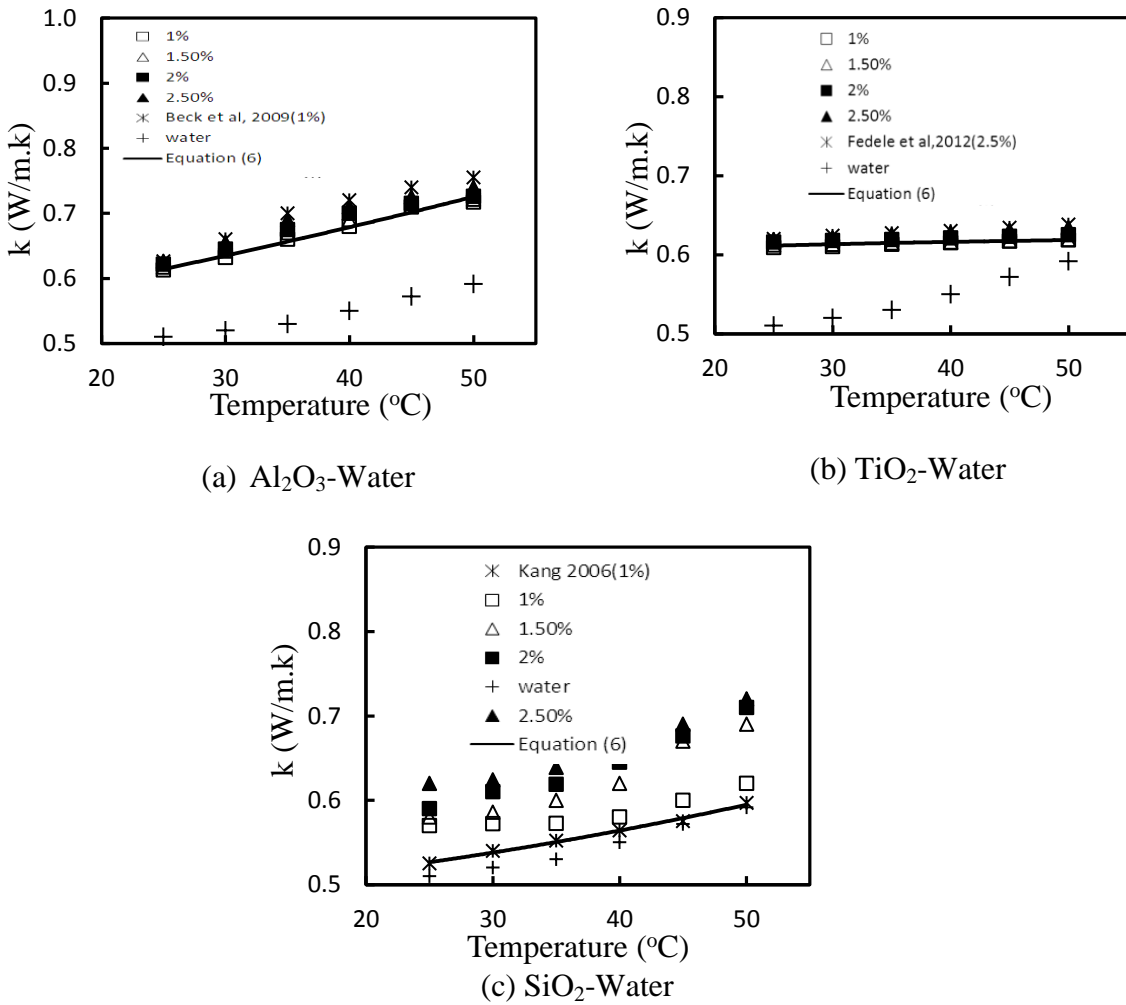 k (W/m.k)
1.0
0.9
0.8
0.7
0.6
0.5
1%
1.50%
2%
2.50%
Beck et al, 2009(1%)
water
Equation (6)
20
30
40
50
Temperature (°C)
(a) Al₂O₃-Water
k (W/m.k)
0.9
0.8
0.7
0.6
0.5
1%
1.50%
2%
2.50%
Fedele et al,2012(2.5%)
water
Equation (6)
20
30
40
50
Temperature (°C)
(b) TiO₂-Water
k (W/m.k)
0.9
0.8
0.7
0.6
0.5
Kang 2006(1%)
1%
1.50%
2%
water
2.50%
Equation (6)
20
30
40
50
Temperature (°C)
(c) SiO₂-Water